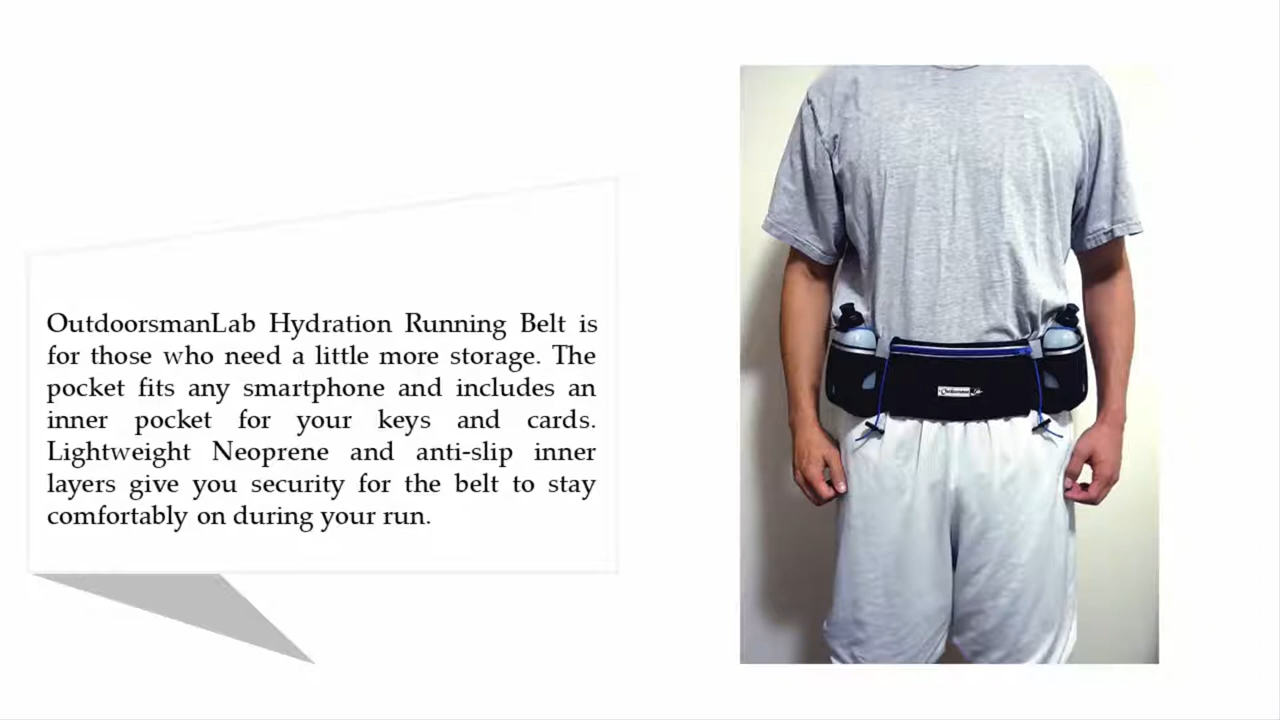 OutdoorsmanLab Hydration Running Belt is
for those who need a little more storage. The
pocket fits any smartphone and includes an
inner pocket for your keys and cards.
Lightweight Neoprene and anti-slip inner
layers give you security for the belt to stay
comfortably on during your run.
Outdoorsman Lab